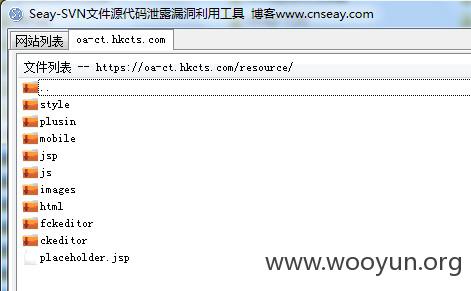 Seay-SVN文件源代码泄露漏洞利用工具 博客www.cnseay.com
网站列表 oa-ct.hkcts.com
文件列表 -- https://oa-ct.hkcts.com/resource/
..
style
plusin
mobile
jsp
js
images
html
fckeditor
ckeditor
placeholder.jsp
www.wooyun.org